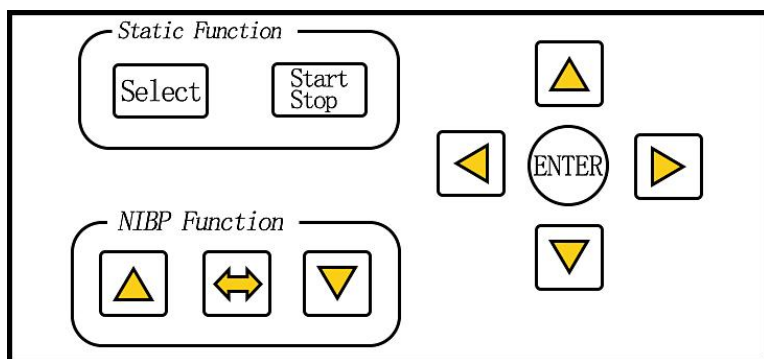 Static Function
Select
Start
Stop
ENTER
NIBP Function